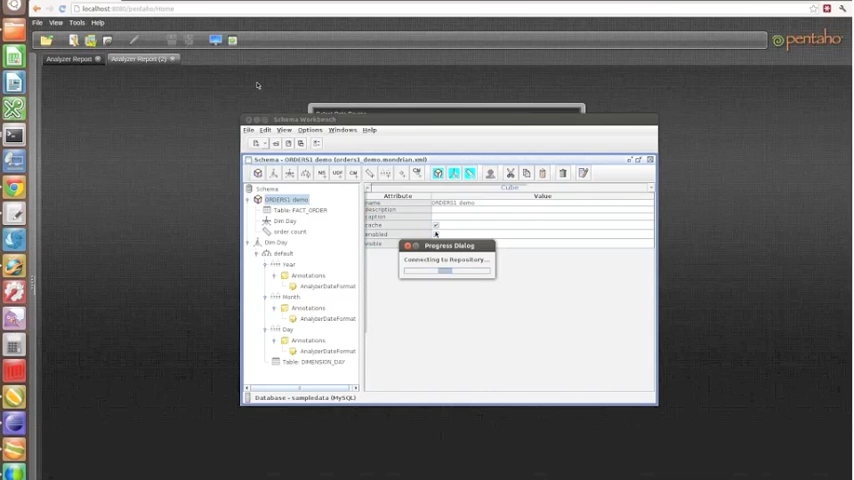 localhost:8080/pentaho/Home
File View Tools Help
pentaho
Analyzer Report
Analyzer Report (2)
Schema Workbench
File Edit View Options Windows Help
Schema - ORDERS1 demo (orders1_demo.mondrian.xml)
Cube
Schema
Attribute Value
ORDERS1 demo
name ORDERS1 demo
Table: FACT_ORDER
description
caption
Dim Day
cache
order count
enabled
Dim Day
visible
Progress Dialog
default
Connecting to Repository...
Year
Annotations
AnalyzerDateFormat
Month
Annotations
AnalyzerDateFormat
Day
Annotations
AnalyzerDateFormat
Table: DIMENSION_DAY
Database - sampledata (MySQL)